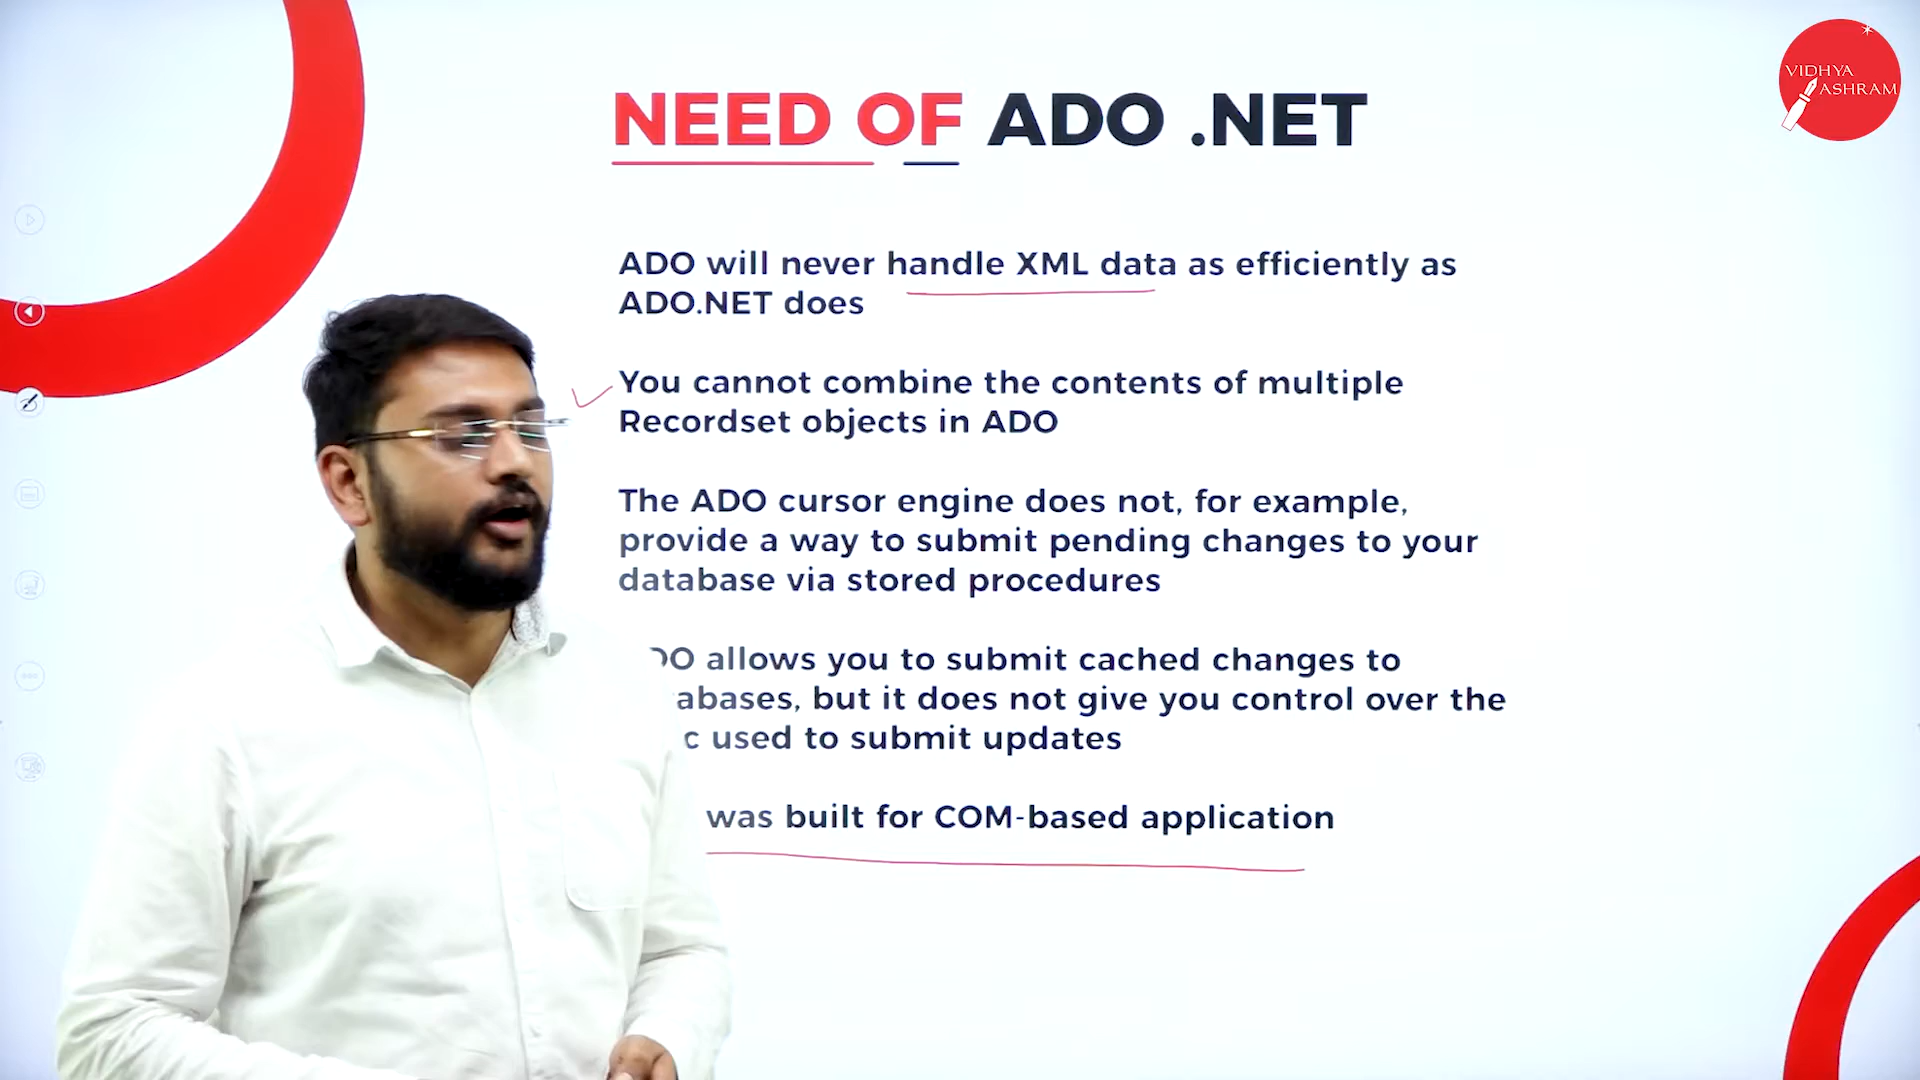 VIDHYA
ASHRAM
NEED OF ADO .NET
ADO will never handle XML data as efficiently as
ADO.NET does
You cannot combine the contents of multiple
Recordset objects in ADO
The ADO cursor engine does not, for example,
provide a way to submit pending changes to your
database via stored procedures
allows you to submit cached changes to
but it does not give you control over the
used to submit updates
was built for COM-based application